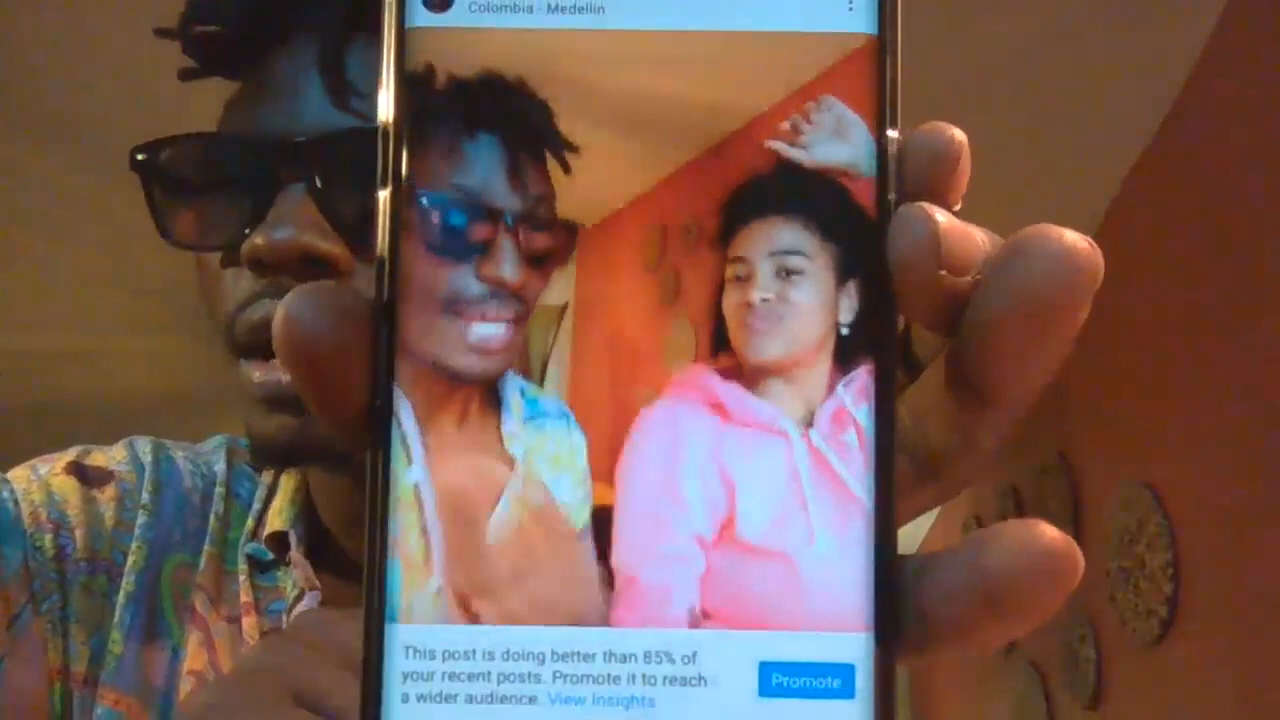 Colombia - Medellin
This post is doing better than 85% of
your recent posts. Promote it to reach
a wider audience. View Insights
Promote